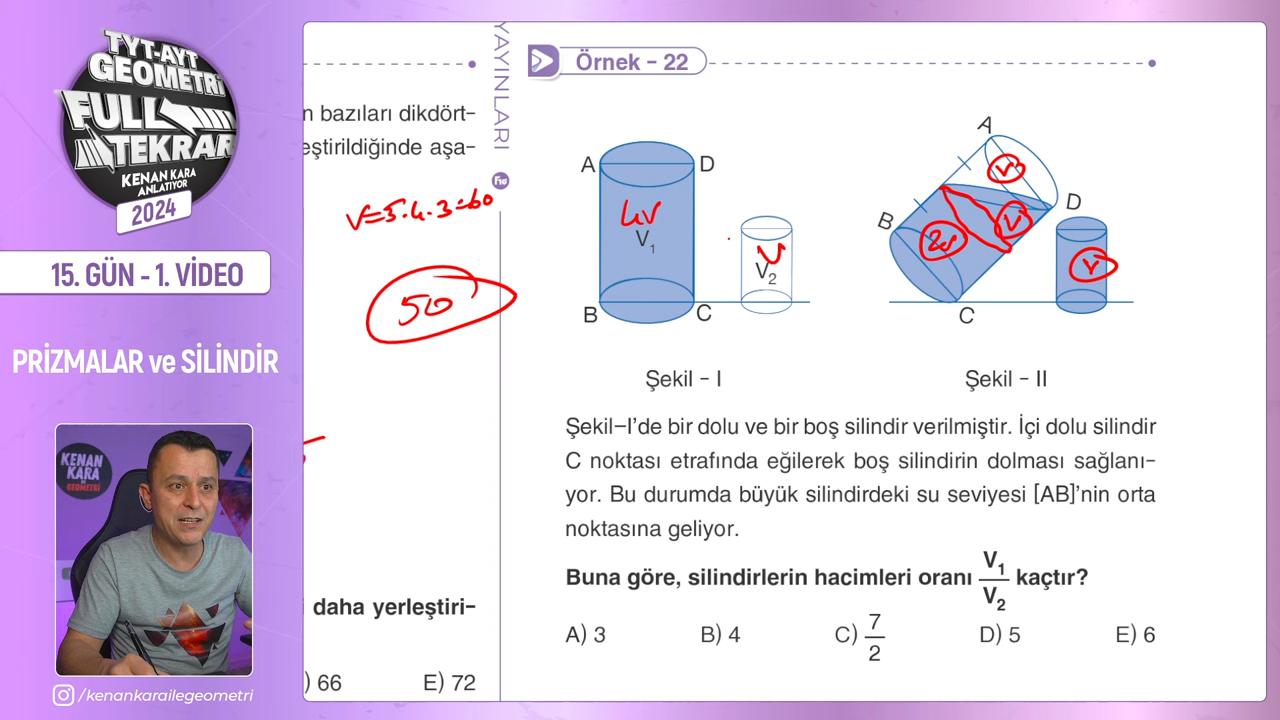 TYT-AYT
GEOMETRİ
FULL
TEKRAR
KENAN KARA
ANLATIYOR
2024
15. GÜN - 1. VİDEO
PRİZMALAR ve SİLİNDİR
KENAN
KARA
GEOMETRİ
/kenankarailegeometri
n bazıları dikdört-
eştirildiğinde aşa-
V=5.4.3=60
50
i daha yerleştiri-
) 66 E) 72
YAYINLARI
Örnek - 22
A D
4V
V1
B C
V
V2
A
V
D
B
2V
V
V
C
Şekil - I Şekil - II
Şekil-I'de bir dolu ve bir boş silindir verilmiştir. İçi dolu silindir
C noktası etrafında eğilerek boş silindirin dolması sağlanı-
yor. Bu durumda büyük silindirdeki su seviyesi [AB]'nin orta
noktasına geliyor.
Buna göre, silindirlerin hacimleri oranı V1/V2 kaçtır?
A) 3 B) 4 C) 7/2 D) 5 E) 6